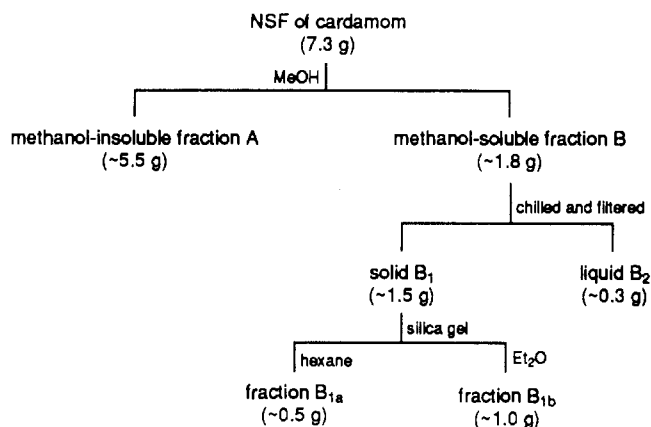 NSF of cardamom
(7.3 g)
MeOH
methanol-insoluble fraction A
(~5.5 g)
methanol-soluble fraction B
(~1.8 g)
chilled and filtered
solid B₁
(~1.5 g)
liquid B₂
(~0.3 g)
silica gel
hexane
Et₂O
fraction B₁ₐ
(~0.5 g)
fraction B₁b
(~1.0 g)